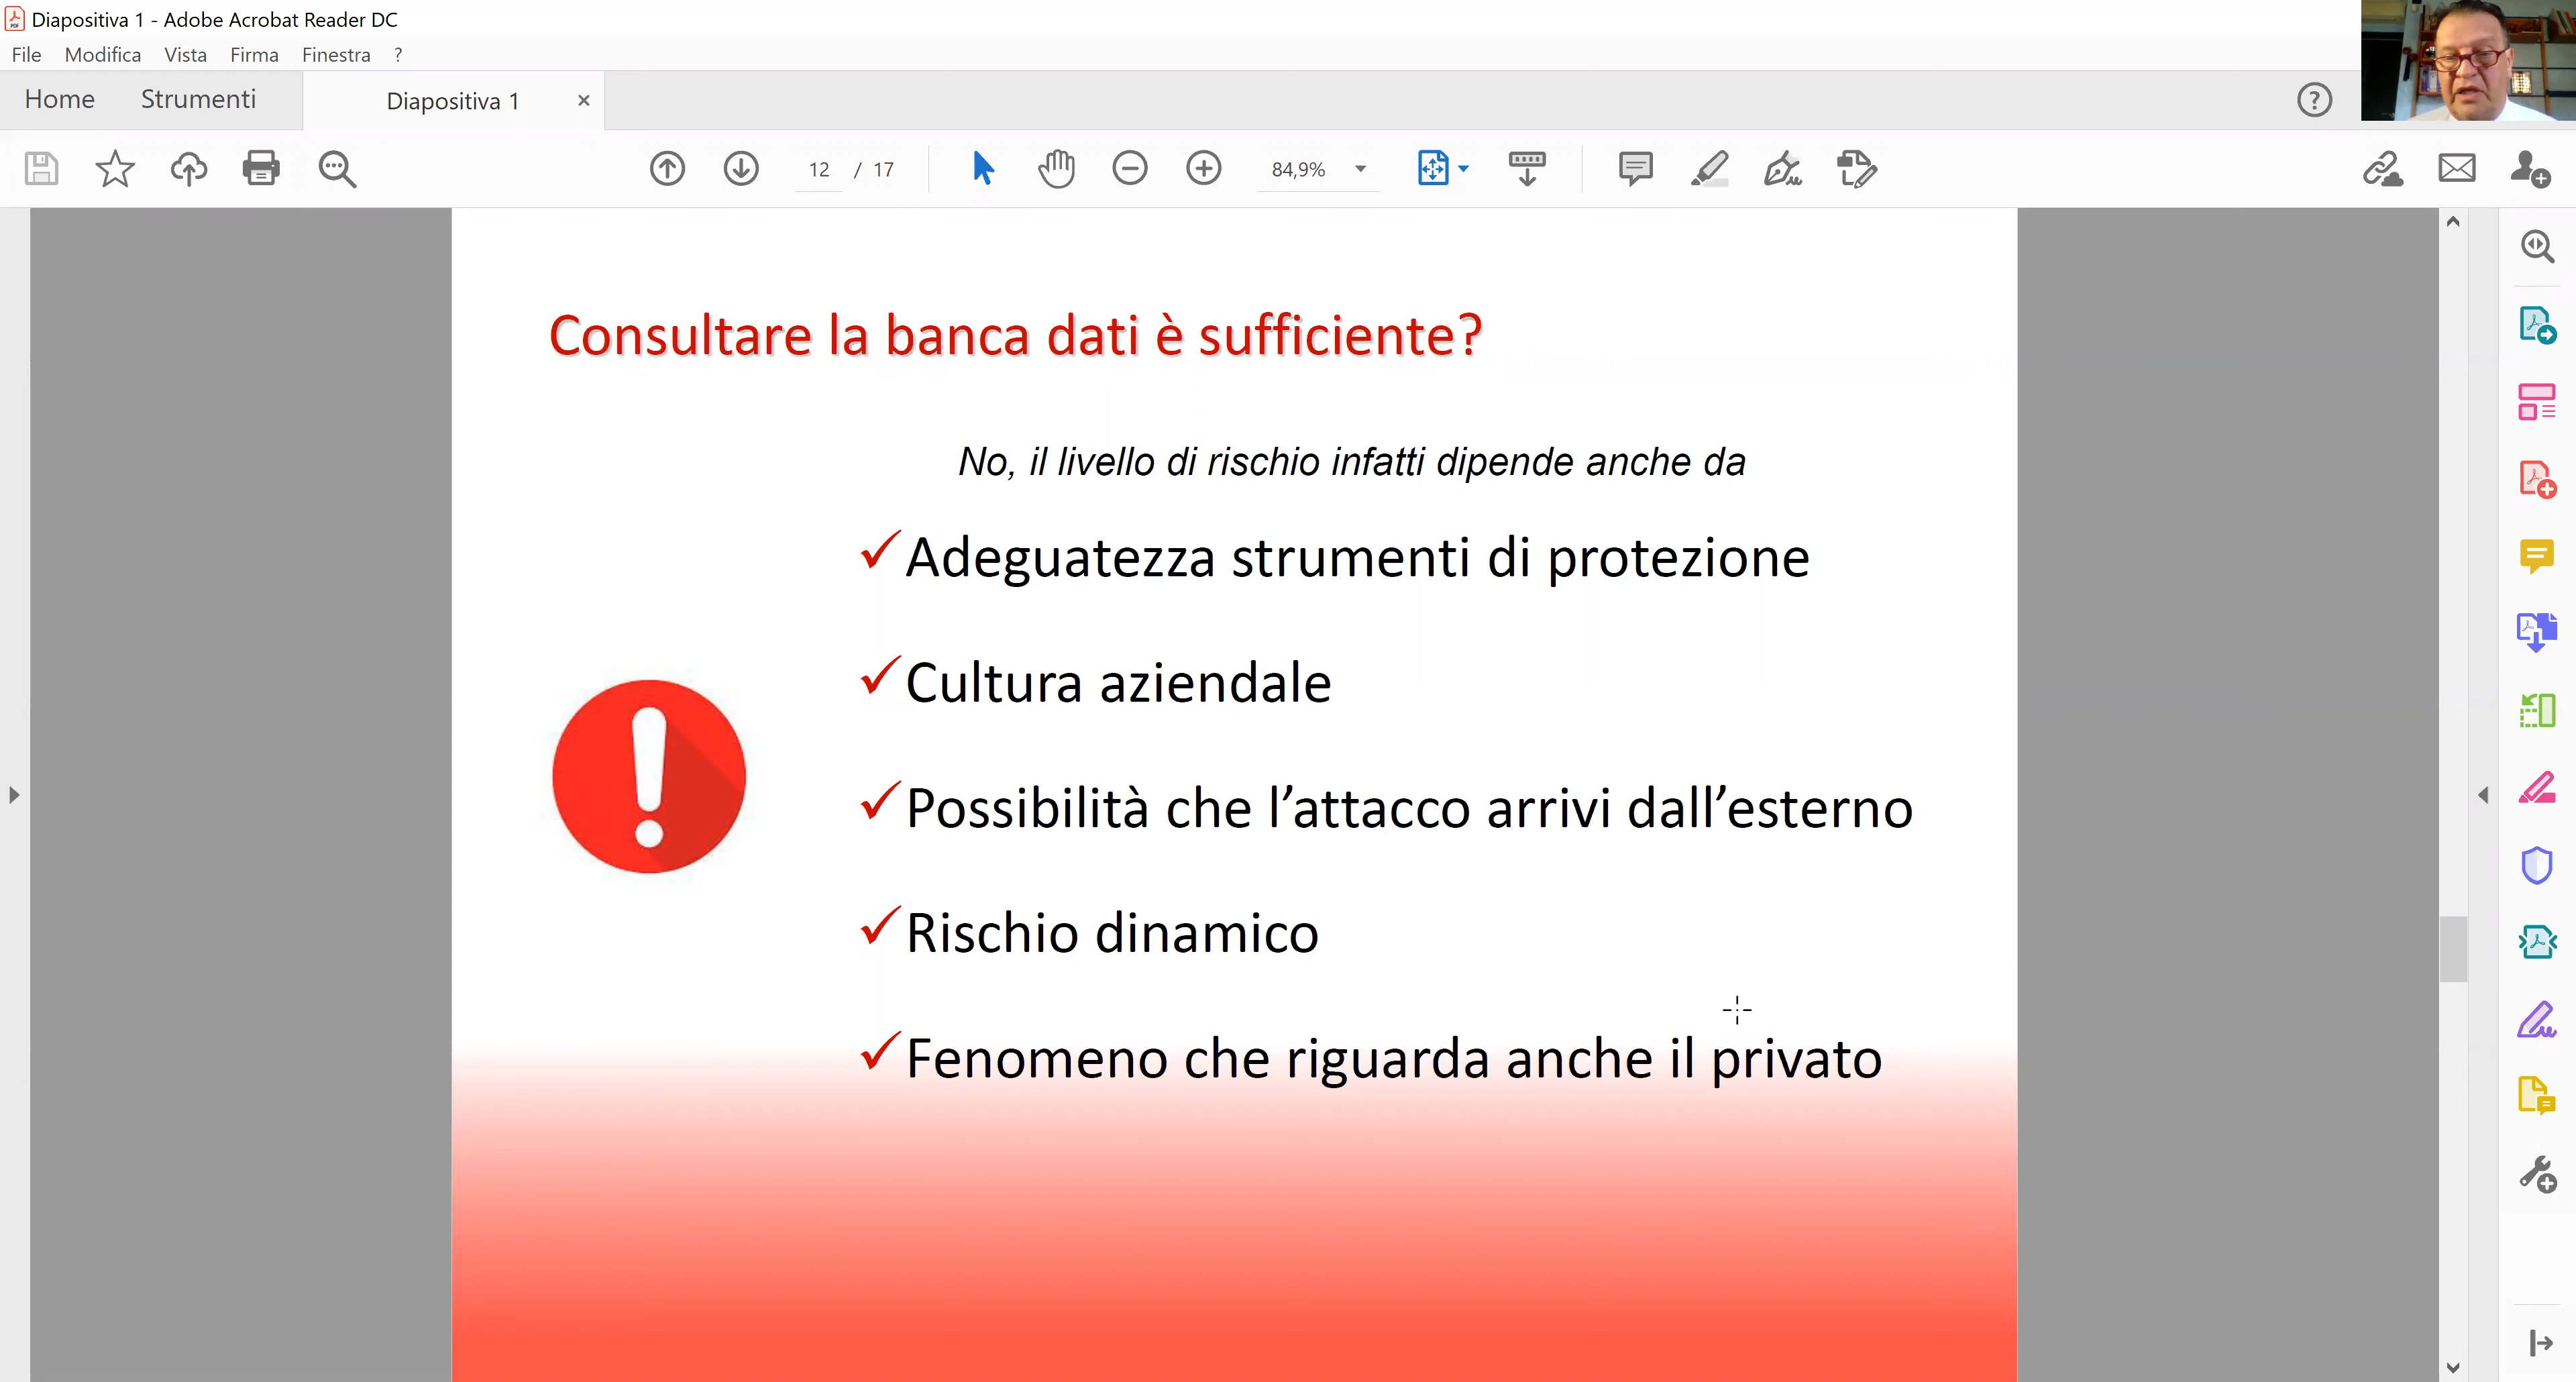 Diapositiva 1 - Adobe Acrobat Reader DC
File Modifica Vista Firma Finestra ?
Home Strumenti Diapositiva 1 ×
12 / 17 84,9%
Consultare la banca dati è sufficiente?
No, il livello di rischio infatti dipende anche da
✓Adeguatezza strumenti di protezione
✓Cultura aziendale
✓Possibilità che l’attacco arrivi dall’esterno
✓Rischio dinamico
✓Fenomeno che riguarda anche il privato